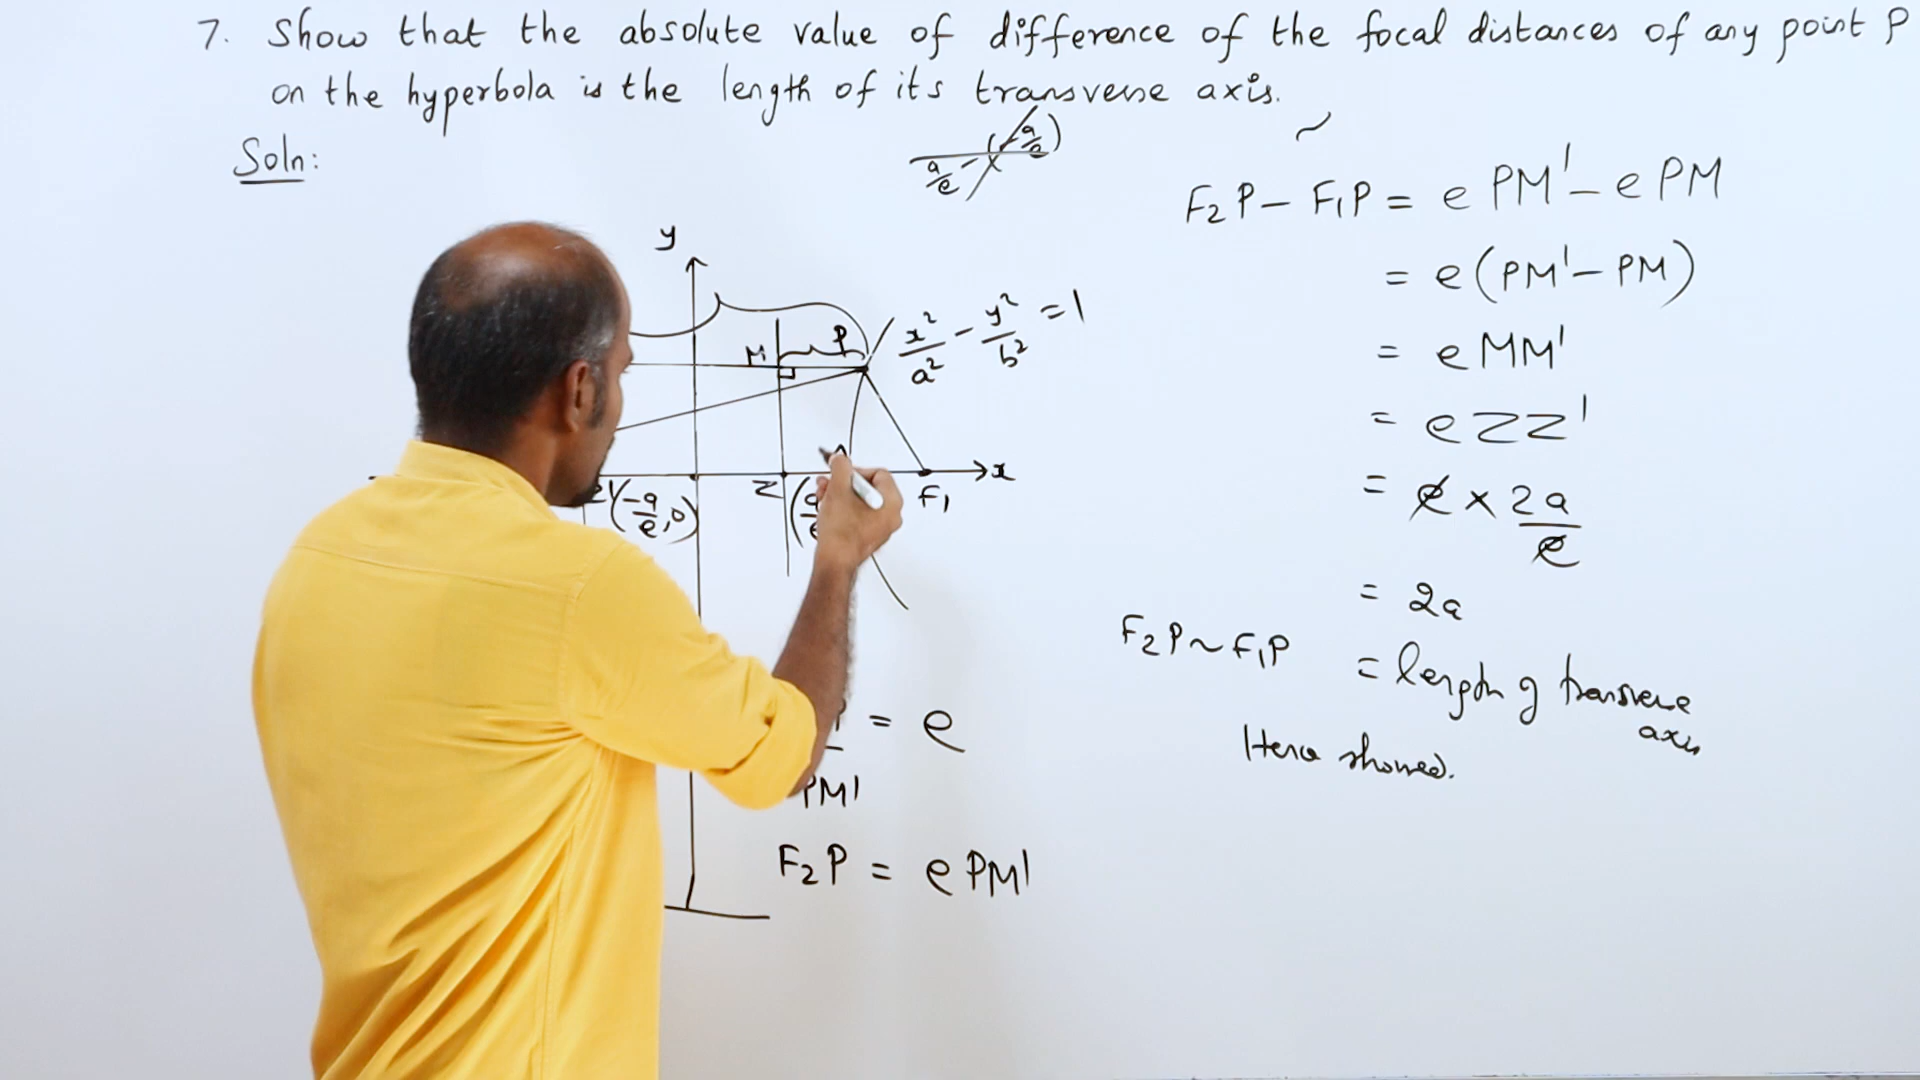 7. Show that the absolute value of difference of the focal distances of any point P
on the hyperbola is the length of its transverse axis.
Soln:
y
M
P
x²/a² - y²/b² = 1
A
x
(-a/e, 0)
Z
F₁
= e
PM'
F₂P = e PM'
~
F₂P - F₁P = e PM' - e PM
= e (PM' - PM)
= e MM'
= e ZZ'
= e × 2a/e
= 2a
F₂P ~ F₁P = length of transverse
axis
Hence showed.